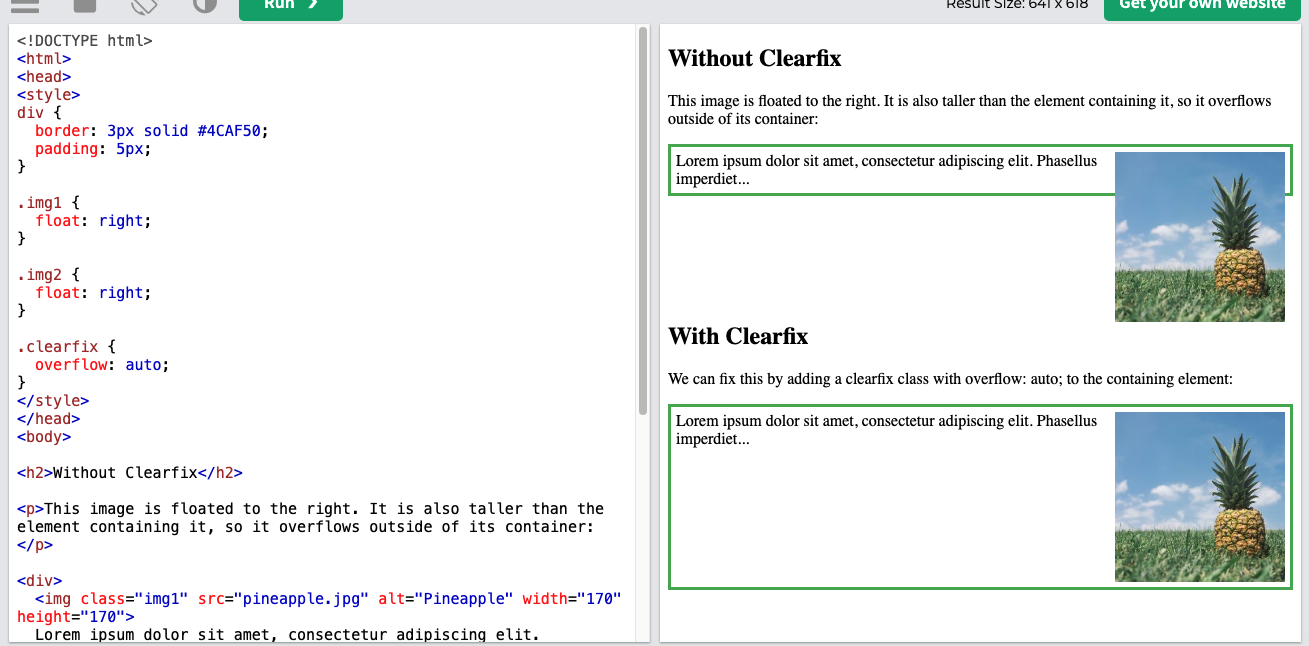 Run ❯
Result Size: 641 x 618
Get your own website
<!DOCTYPE html>
<html>
<head>
<style>
div {
  border: 3px solid #4CAF50;
  padding: 5px;
}
.img1 {
  float: right;
}
.img2 {
  float: right;
}
.clearfix {
  overflow: auto;
}
</style>
</head>
<body>
<h2>Without Clearfix</h2>
<p>This image is floated to the right. It is also taller than the
element containing it, so it overflows outside of its container:
</p>
<div>
  <img class="img1" src="pineapple.jpg" alt="Pineapple" width="170"
height="170">
  Lorem ipsum dolor sit amet, consectetur adipiscing elit.
Without Clearfix
This image is floated to the right. It is also taller than the element containing it, so it overflows
outside of its container:
Lorem ipsum dolor sit amet, consectetur adipiscing elit. Phasellus
imperdiet...
With Clearfix
We can fix this by adding a clearfix class with overflow: auto; to the containing element:
Lorem ipsum dolor sit amet, consectetur adipiscing elit. Phasellus
imperdiet...